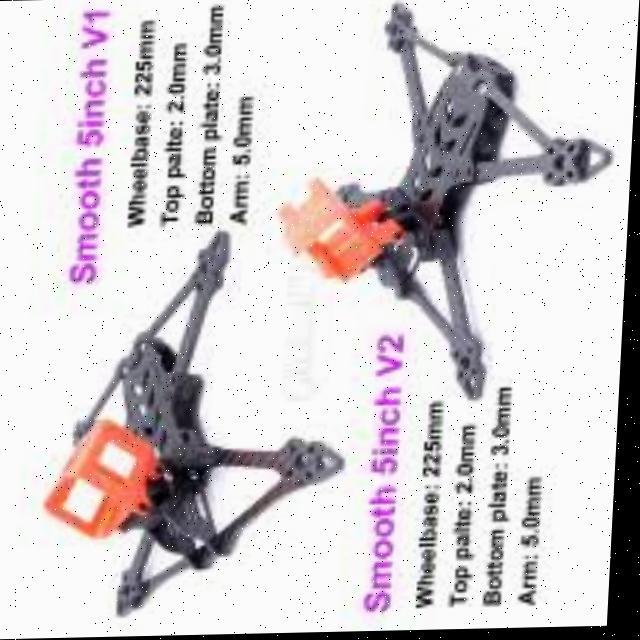 Smooth 5inch V1
Wheelbase: 225mm
Top palte: 2.0mm
Bottom plate: 3.0mm
Arm: 5.0mm
Smooth 5inch V2
Wheelbase: 225mm
Top palte: 2.0mm
Bottom plate: 3.0mm
Arm: 5.0mm